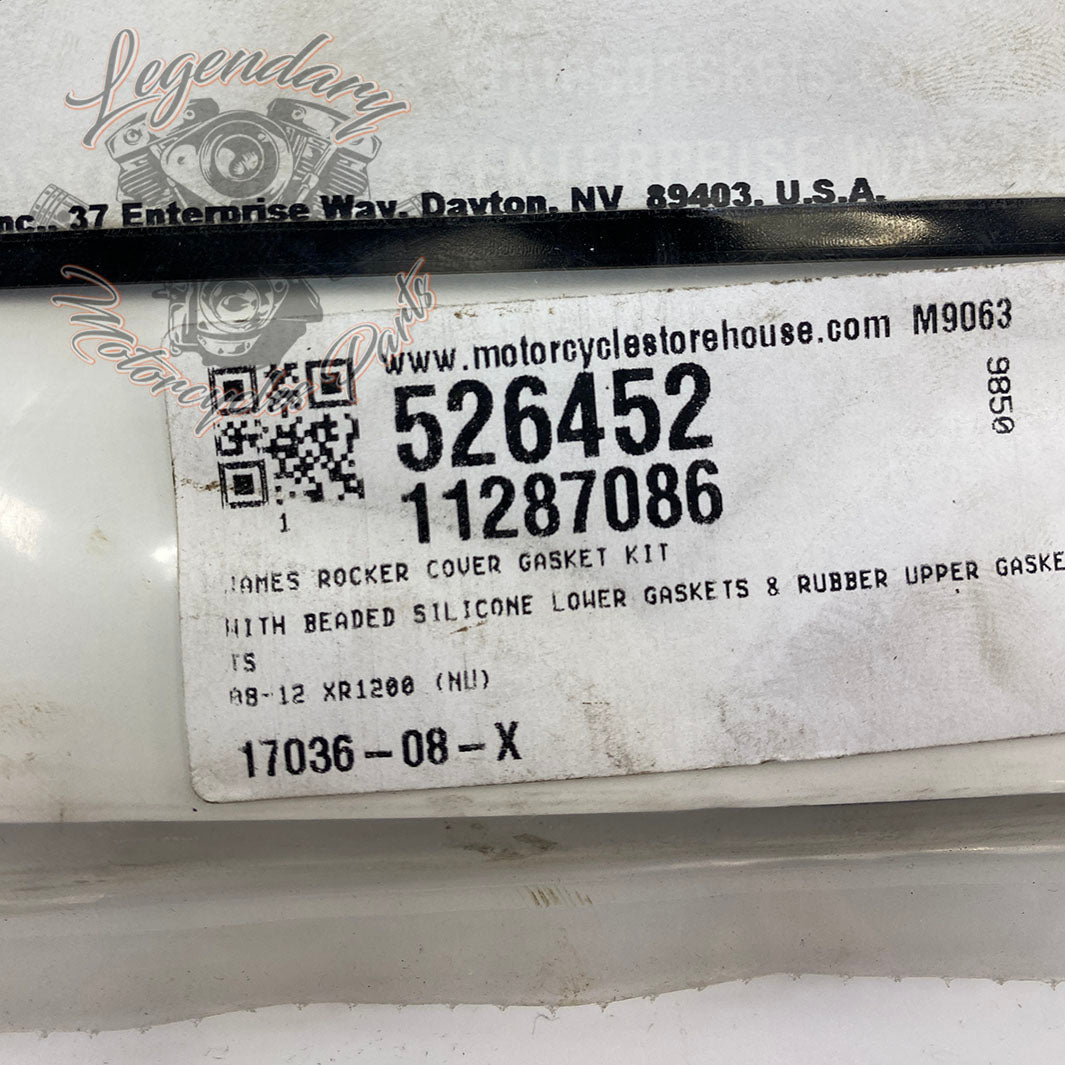 Legendary
nc., 37 Enterprise Way, Dayton, NV 89403, U.S.A.
Motorcycle Parts
www.motorcyclestorehouse.com M9063
9850
526452
11287086
1
JAMES ROCKER COVER GASKET KIT
WITH BEADED SILICONE LOWER GASKETS & RUBBER UPPER GASKE
TS
08-12 XR1200 (NU)
17036-08-X